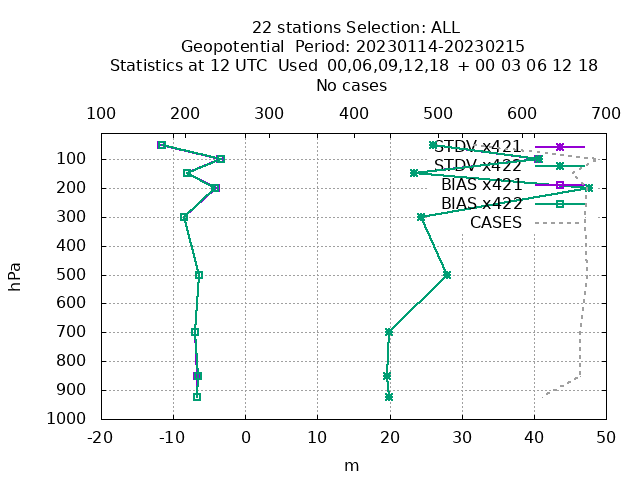 22 stations Selection: ALL
Geopotential  Period: 20230114-20230215
Statistics at 12 UTC  Used  00,06,09,12,18  + 00 03 06 12 18
No cases
100 200 300 400 500 600 700
STDV x421
STDV x422
BIAS x421
BIAS x422
CASES
100
200
300
400
500
600
700
800
900
1000
hPa
-20 -10 0 10 20 30 40 50
m